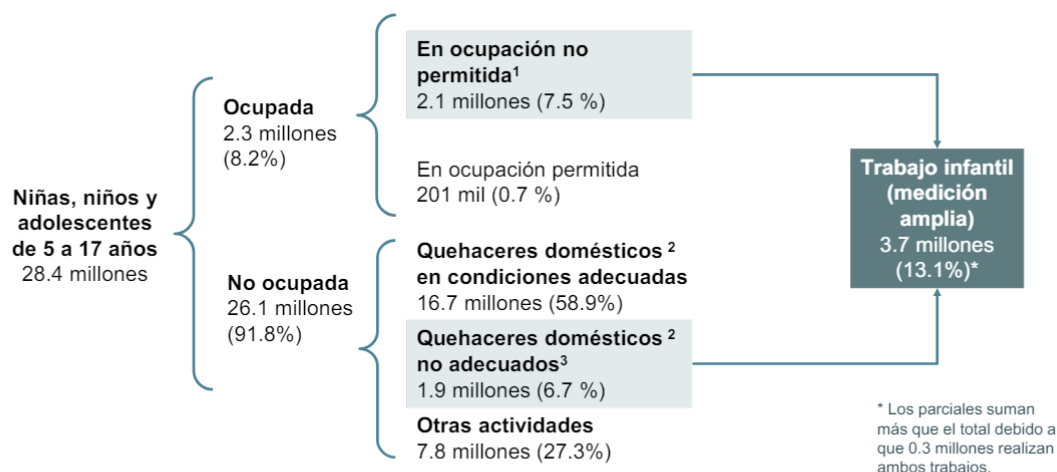 Niñas, niños y
adolescentes
de 5 a 17 años
28.4 millones
Ocupada
2.3 millones
(8.2%)
No ocupada
26.1 millones
(91.8%)
En ocupación no
permitida¹
2.1 millones (7.5 %)
En ocupación permitida
201 mil (0.7 %)
Quehaceres domésticos ²
en condiciones adecuadas
16.7 millones (58.9%)
Quehaceres domésticos ²
no adecuados³
1.9 millones (6.7 %)
Otras actividades
7.8 millones (27.3%)
Trabajo infantil
(medición
amplia)
3.7 millones
(13.1%)*
* Los parciales suman
más que el total debido a
que 0.3 millones realizan
ambos trabajos.